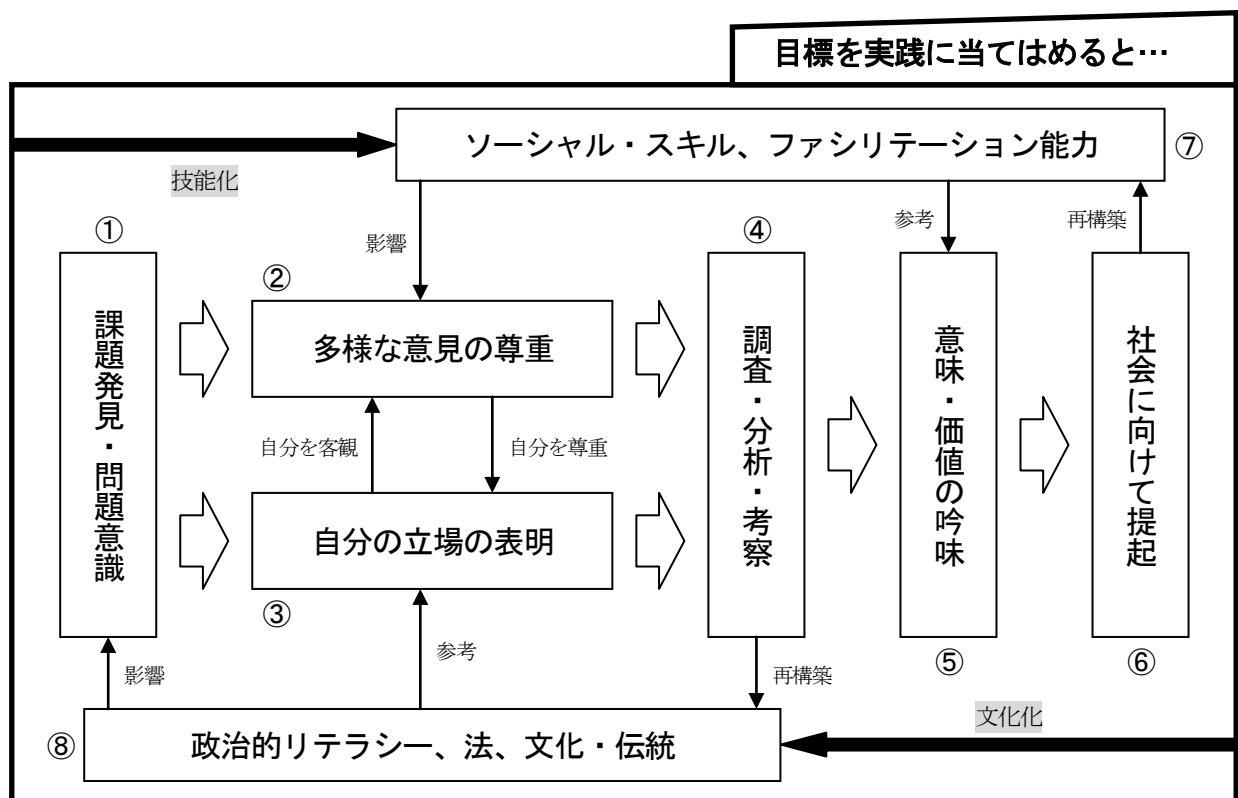 目標を実践に当てはめると…
ソーシャル・スキル、ファシリテーション能力
⑦
技能化
影響
参考
再構築
①
課題発見・問題意識
②
多様な意見の尊重
自分を客観
自分を尊重
自分の立場の表明
③
④
調査・分析・考察
意味・価値の吟味
⑤
社会に向けて提起
⑥
影響
参考
再構築
文化化
⑧
政治的リテラシー、法、文化・伝統